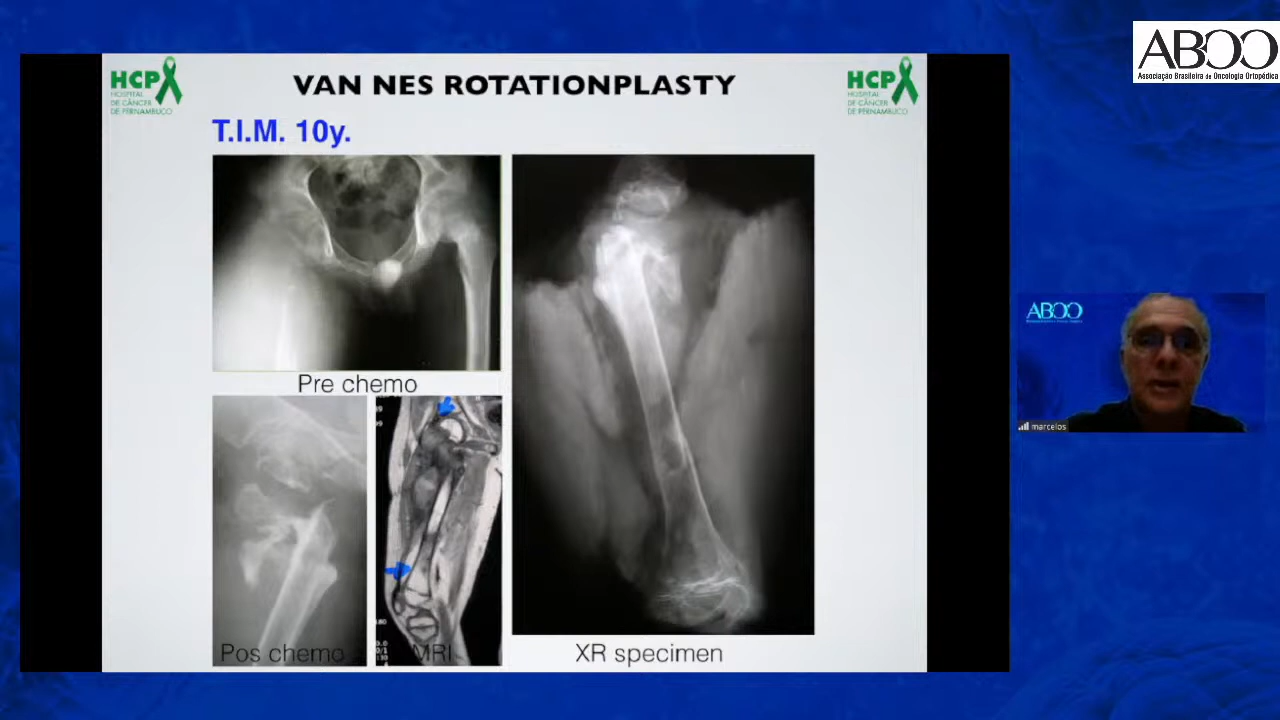 ABOO
Associação Brasileira de Oncologia Ortopédica
HCP
HOSPITAL
DE CÂNCER
DE PERNAMBUCO
VAN NES ROTATIONPLASTY
HCP
HOSPITAL
DE CÂNCER
DE PERNAMBUCO
T.I.M. 10y.
Pre chemo
Pos chemo
MRI
XR specimen
ABOO
marcelos